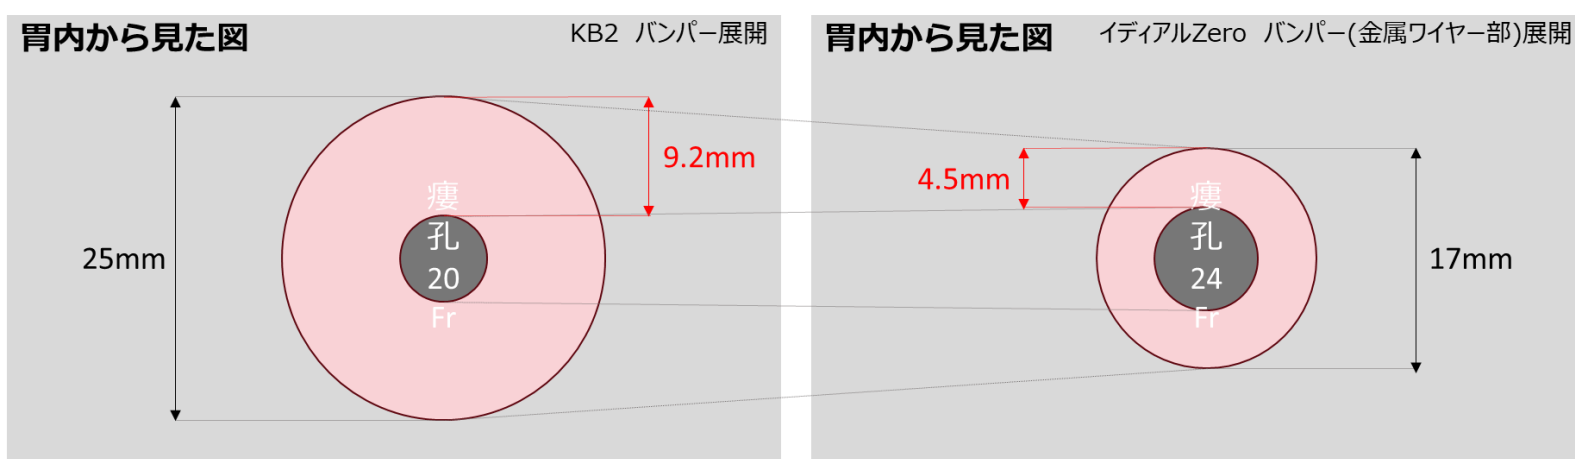 胃内から見た図
KB2 バンパー展開
25mm
9.2mm
瘻
孔
20
Fr
胃内から見た図
イディアルZero バンパー(金属ワイヤー部)展開
4.5mm
瘻
孔
24
Fr
17mm